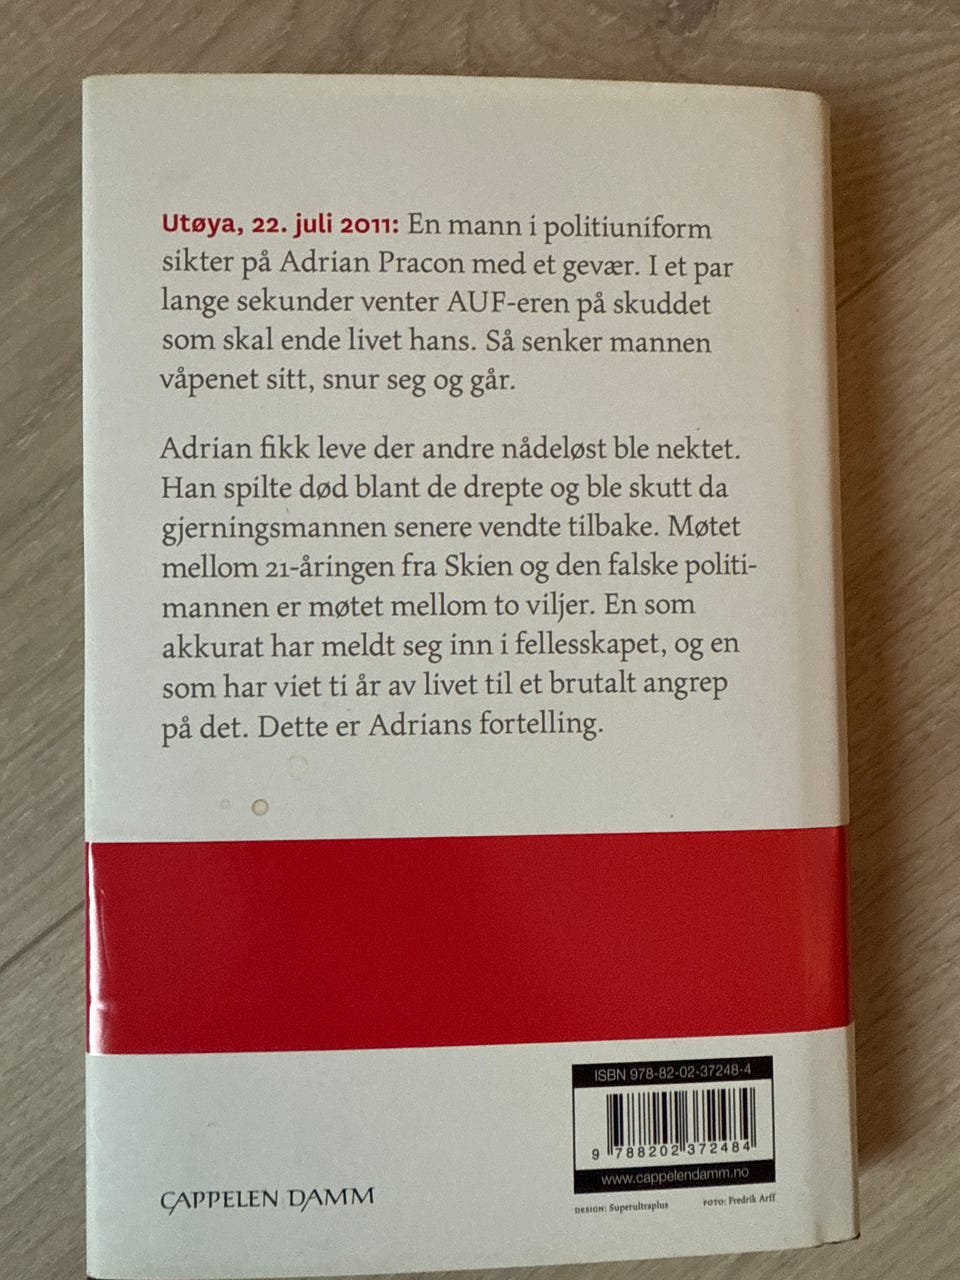 Utøya, 22. juli 2011: En mann i politiuniform
sikter på Adrian Pracon med et gevær. I et par
lange sekunder venter AUF-eren på skuddet
som skal ende livet hans. Så senker mannen
våpenet sitt, snur seg og går.
Adrian fikk leve der andre nådeløst ble nektet.
Han spilte død blant de drepte og ble skutt da
gjerningsmannen senere vendte tilbake. Møtet
mellom 21-åringen fra Skien og den falske politi-
mannen er møtet mellom to viljer. En som
akkurat har meldt seg inn i fellesskapet, og en
som har viet ti år av livet til et brutalt angrep
på det. Dette er Adrians fortelling.
ISBN 978-82-02-37248-4
9 788202 372484
www.cappelendamm.no
CAPPELEN DAMM
DESIGN: Superultraplus FOTO: Fredrik Arff